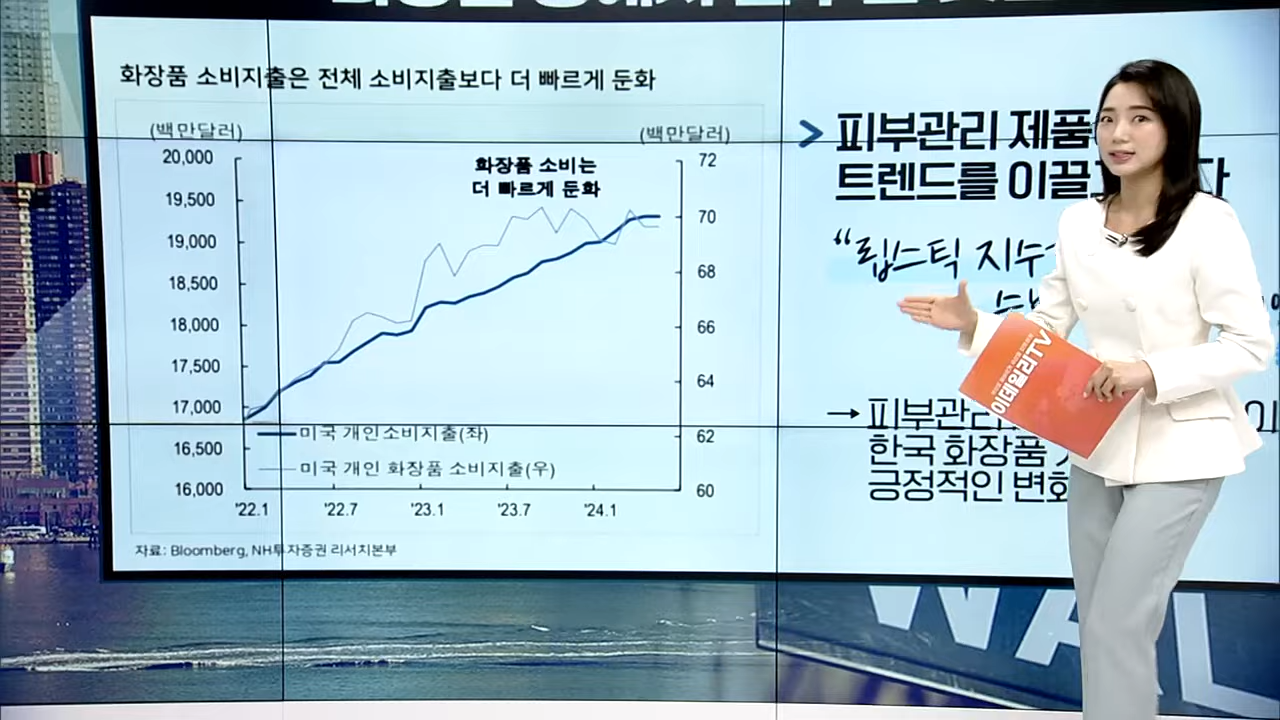 화장품 소비지출은 전체 소비지출보다 더 빠르게 둔화
(백만달러)
(백만달러)
20,000
19,500
19,000
18,500
18,000
17,500
17,000
16,500
16,000
화장품 소비는
더 빠르게 둔화
72
70
68
66
64
62
60
미국 개인소비지출(좌)
미국 개인 화장품 소비지출(우)
'22.1
'22.7
'23.1
'23.7
'24.1
자료: Bloomberg, NH투자증권 리서치본부
피부관리 제품
트렌드를
“립스틱
피부관리
한국 화장품
긍정적인
이데일리TV